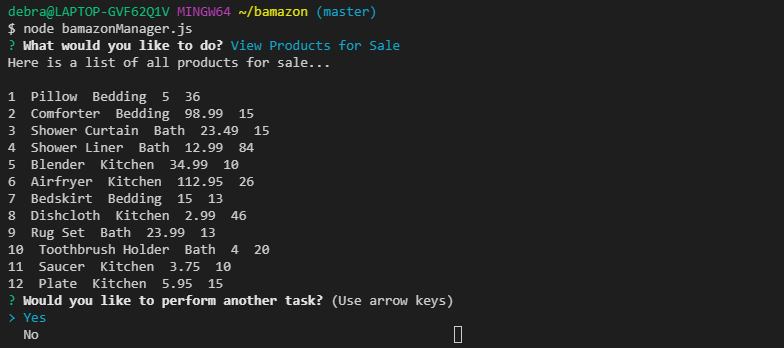 debra@LAPTOP-GVF62Q1V MINGW64 ~/bamazon (master)
$ node bamazonManager.js
? What would you like to do? View Products for Sale
Here is a list of all products for sale...
1  Pillow  Bedding  5  36
2  Comforter  Bedding  98.99  15
3  Shower Curtain  Bath  23.49  15
4  Shower Liner  Bath  12.99  84
5  Blender  Kitchen  34.99  10
6  Airfryer  Kitchen  112.95  26
7  Bedskirt  Bedding  15  13
8  Dishcloth  Kitchen  2.99  46
9  Rug Set  Bath  23.99  13
10  Toothbrush Holder  Bath  4  20
11  Saucer  Kitchen  3.75  10
12  Plate  Kitchen  5.95  15
? Would you like to perform another task? (Use arrow keys)
> Yes
  No